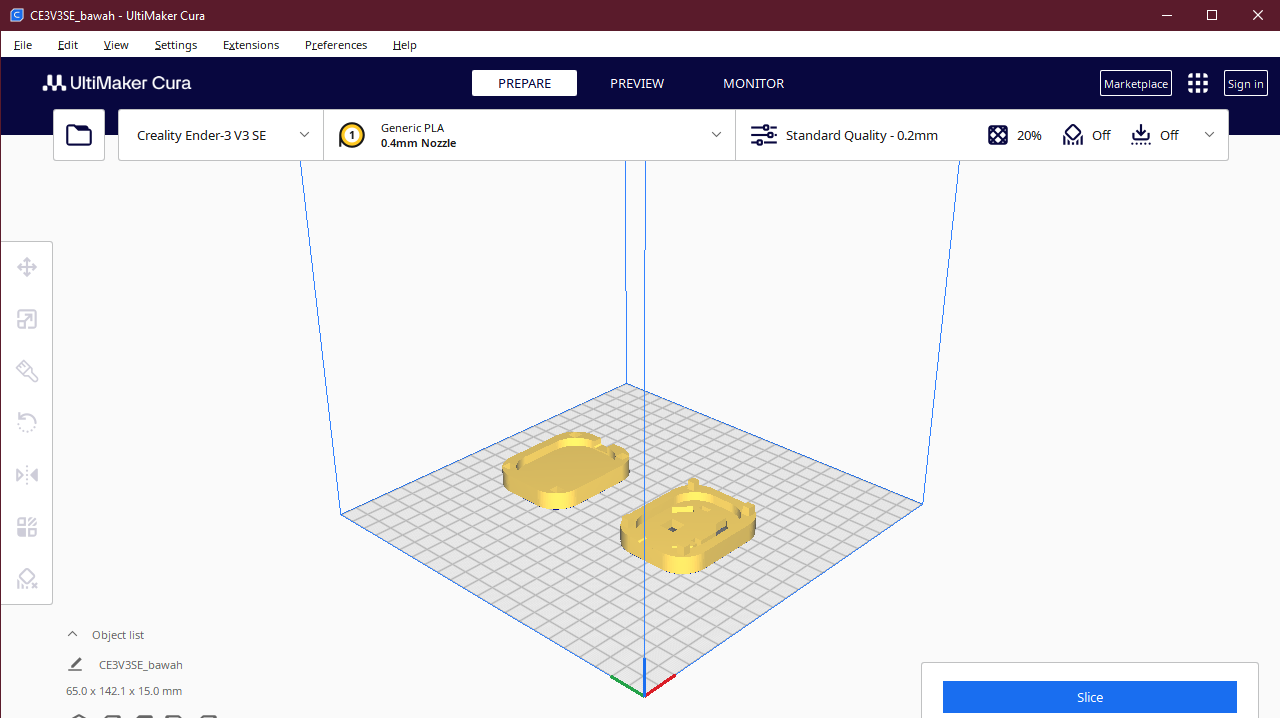 CE3V3SE_bawah - UltiMaker Cura
File Edit View Settings Extensions Preferences Help
UltiMaker Cura PREPARE PREVIEW MONITOR Marketplace Sign in
Creality Ender-3 V3 SE 1 Generic PLA
0.4mm Nozzle
Standard Quality - 0.2mm 20% Off Off
Object list
CE3V3SE_bawah
65.0 x 142.1 x 15.0 mm
Slice